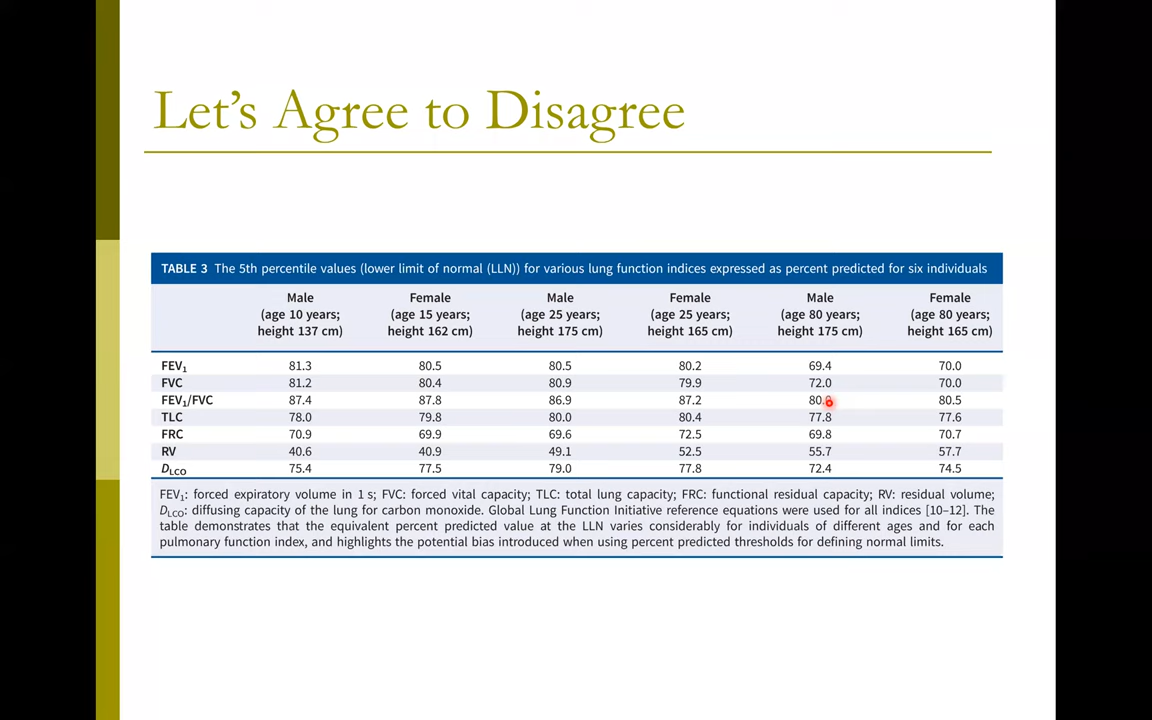 Let's Agree to Disagree
TABLE 3 The 5th percentile values (lower limit of normal (LLN)) for various lung function indices expressed as percent predicted for six individuals
Male Female Male Female Male Female
(age 10 years; (age 15 years; (age 25 years; (age 25 years; (age 80 years; (age 80 years;
height 137 cm) height 162 cm) height 175 cm) height 165 cm) height 175 cm) height 165 cm)
FEV₁ 81.3 80.5 80.5 80.2 69.4 70.0
FVC 81.2 80.4 80.9 79.9 72.0 70.0
FEV₁/FVC 87.4 87.8 86.9 87.2 80.5
TLC 78.0 79.8 80.0 80.4 77.8 77.6
FRC 70.9 69.9 69.6 72.5 69.8 70.7
RV 40.6 40.9 49.1 52.5 55.7 57.7
D_LCO 75.4 77.5 79.0 77.8 72.4 74.5
FEV₁: forced expiratory volume in 1 s; FVC: forced vital capacity; TLC: total lung capacity; FRC: functional residual capacity; RV: residual volume;
D_LCO: diffusing capacity of the lung for carbon monoxide. Global Lung Function Initiative reference equations were used for all indices [10–12]. The
table demonstrates that the equivalent percent predicted value at the LLN varies considerably for individuals of different ages and for each
pulmonary function index, and highlights the potential bias introduced when using percent predicted thresholds for defining normal limits.